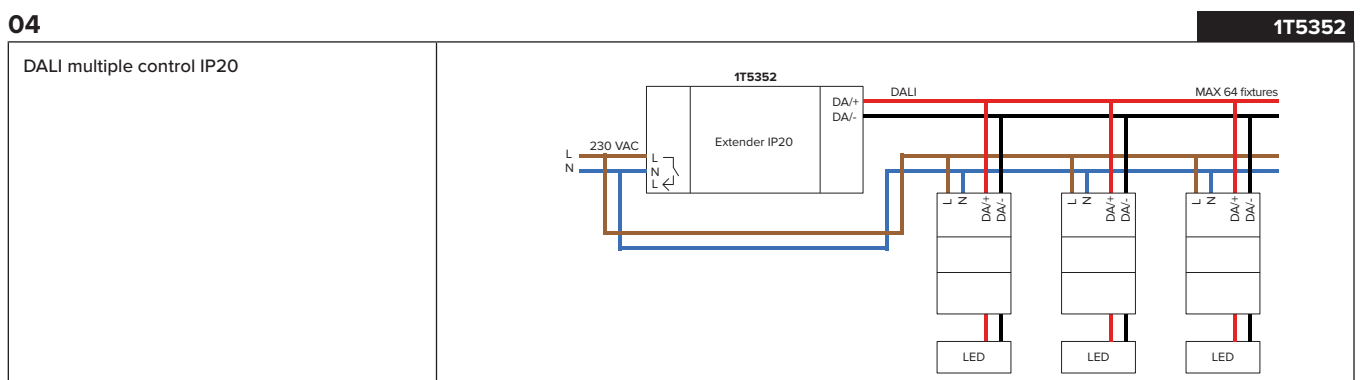 04
1T5352
DALI multiple control IP20
1T5352
DA/+
DA/-
DALI
MAX 64 fixtures
Extender IP20
230 VAC
L
N
L
N
L
L
N
DA/+
DA/-
L
N
DA/+
DA/-
L
N
DA/+
DA/-
LED
LED
LED